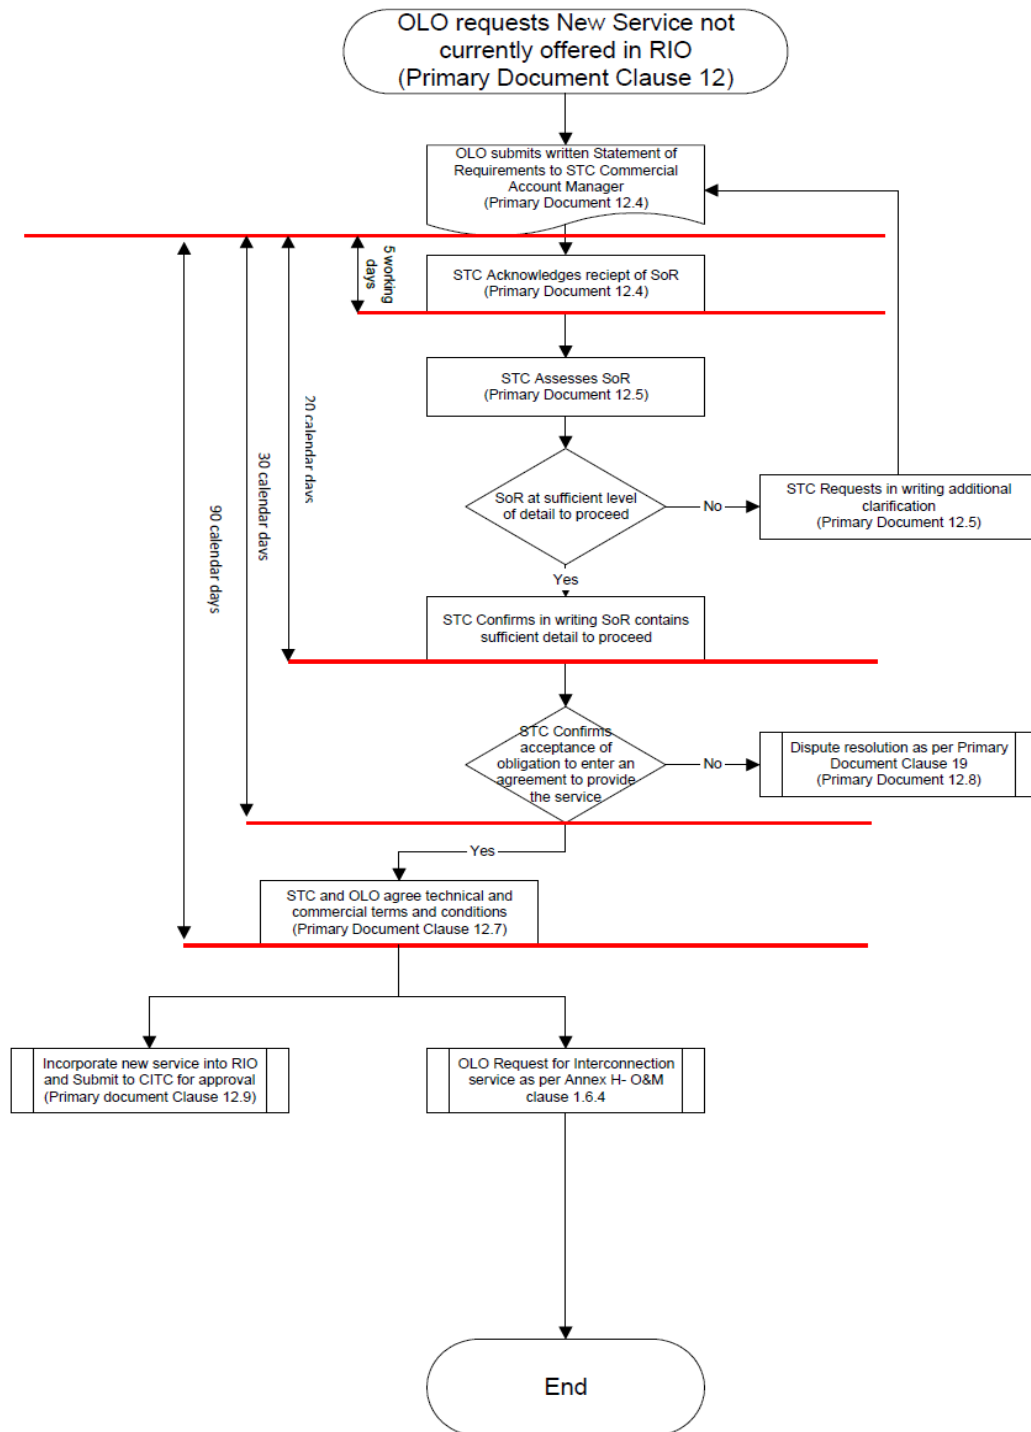 OLO requests New Service not
currently offered in RIO
(Primary Document Clause 12)
OLO submits written Statement of
Requirements to STC Commercial
Account Manager
(Primary Document 12.4)
5 working
days
STC Acknowledges reciept of SoR
(Primary Document 12.4)
STC Assesses SoR
(Primary Document 12.5)
20 calendar days
30 calendar days
90 calendar days
SoR at sufficient level
of detail to proceed
No
STC Requests in writing additional
clarification
(Primary Document 12.5)
Yes
STC Confirms in writing SoR contains
sufficient detail to proceed
STC Confirms
acceptance of
obligation to enter an
agreement to provide
the service
No
Dispute resolution as per Primary
Document Clause 19
(Primary Document 12.8)
Yes
STC and OLO agree technical and
commercial terms and conditions
(Primary Document Clause 12.7)
Incorporate new service into RIO
and Submit to CITC for approval
(Primary document Clause 12.9)
OLO Request for Interconnection
service as per Annex H- O&M
clause 1.6.4
End